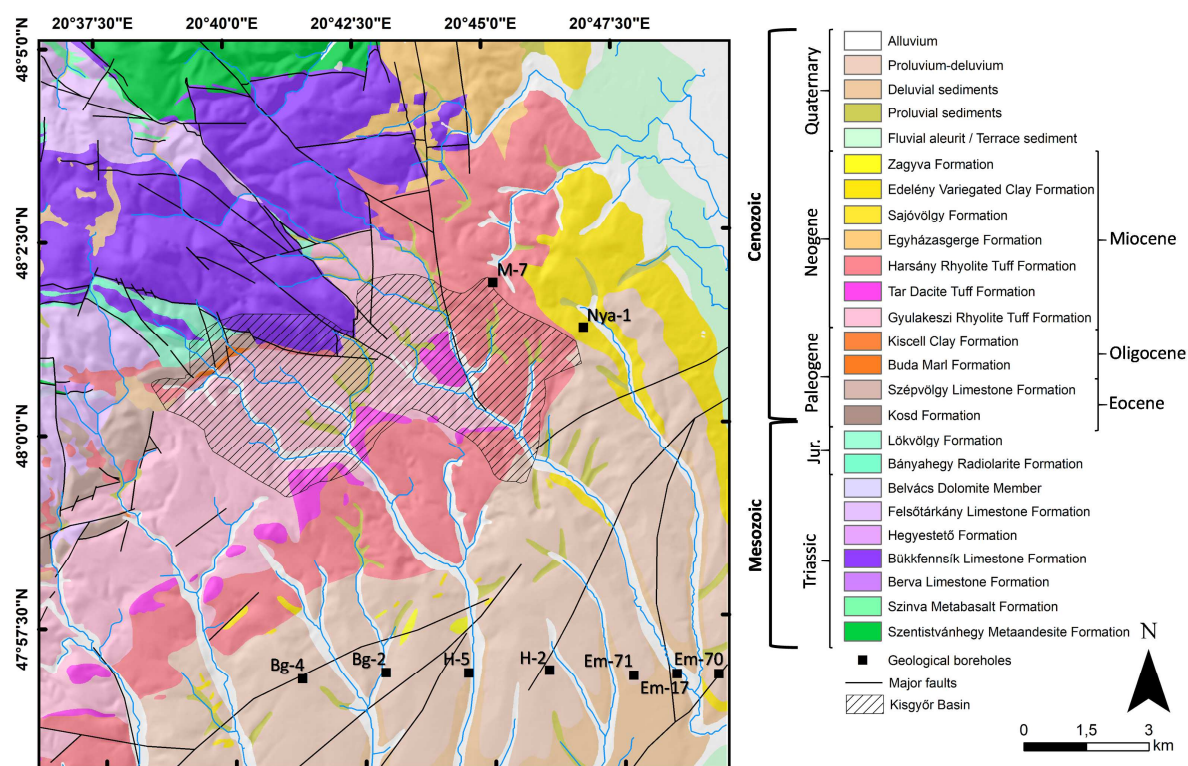 20°37'30"E 20°40'0"E 20°42'30"E 20°45'0"E 20°47'30"E
48°5'0"N
48°2'30"N
48°0'0"N
47°57'30"N
M-7
Nya-1
Bg-4
Bg-2
H-5
H-2
Em-71
Em-70
Em-17
Cenozoic
Mesozoic
Quaternary
Neogene
Paleogene
Jur.
Triassic
Alluvium
Proluvium-deluvium
Deluvial sediments
Proluvial sediments
Fluvial aleurit / Terrace sediment
Zagyva Formation
Edelény Variegated Clay Formation
Sajóvölgy Formation
Egyházasgerge Formation
Harsány Rhyolite Tuff Formation
Tar Dacite Tuff Formation
Gyulakeszi Rhyolite Tuff Formation
Kiscell Clay Formation
Buda Marl Formation
Szépvölgy Limestone Formation
Kosd Formation
Lökvölgy Formation
Bányahegy Radiolarite Formation
Belvács Dolomite Member
Felsőtárkány Limestone Formation
Hegyestető Formation
Bükkfennsík Limestone Formation
Berva Limestone Formation
Szinva Metabasalt Formation
Szentistvánhegy Metaandesite Formation
Miocene
Oligocene
Eocene
Geological boreholes
Major faults
Kisgyőr Basin
N
0 1,5 3
km